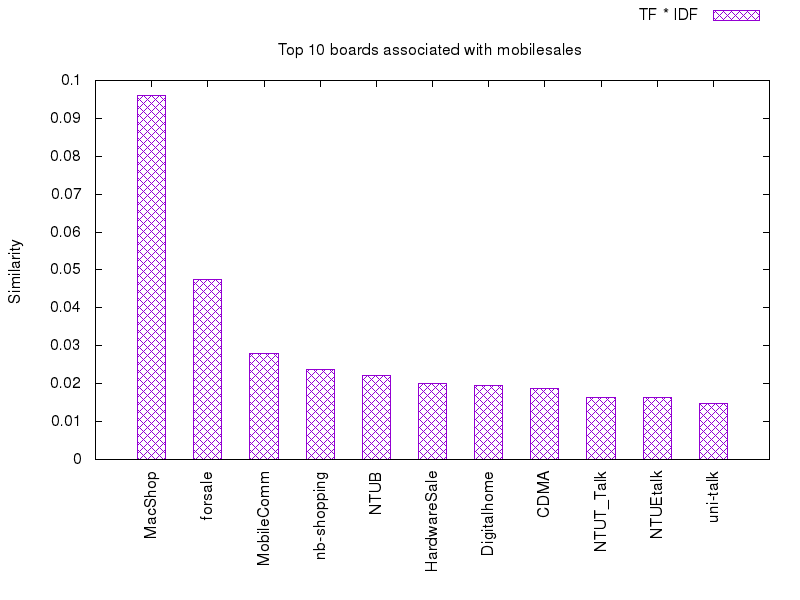 TF * IDF
Top 10 boards associated with mobilesales
0.1
0.09
0.08
0.07
0.06
0.05
0.04
0.03
0.02
0.01
0
Similarity
MacShop
forsale
MobileComm
nb-shopping
NTUB
HardwareSale
Digitalhome
CDMA
NTUT_Talk
NTUEtalk
uni-talk